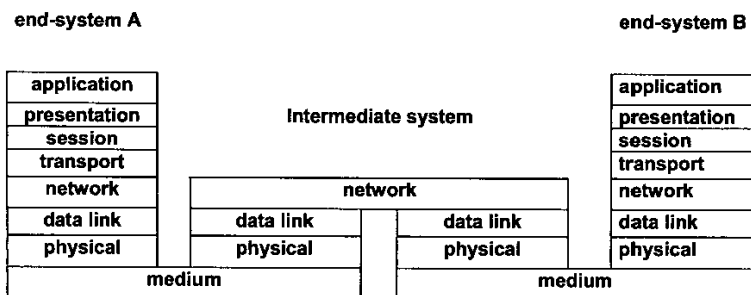 end-system A
end-system B
application
presentation
session
transport
network
data link
physical
Intermediate system
network
data link
physical
data link
physical
application
presentation
session
transport
network
data link
physical
medium
medium